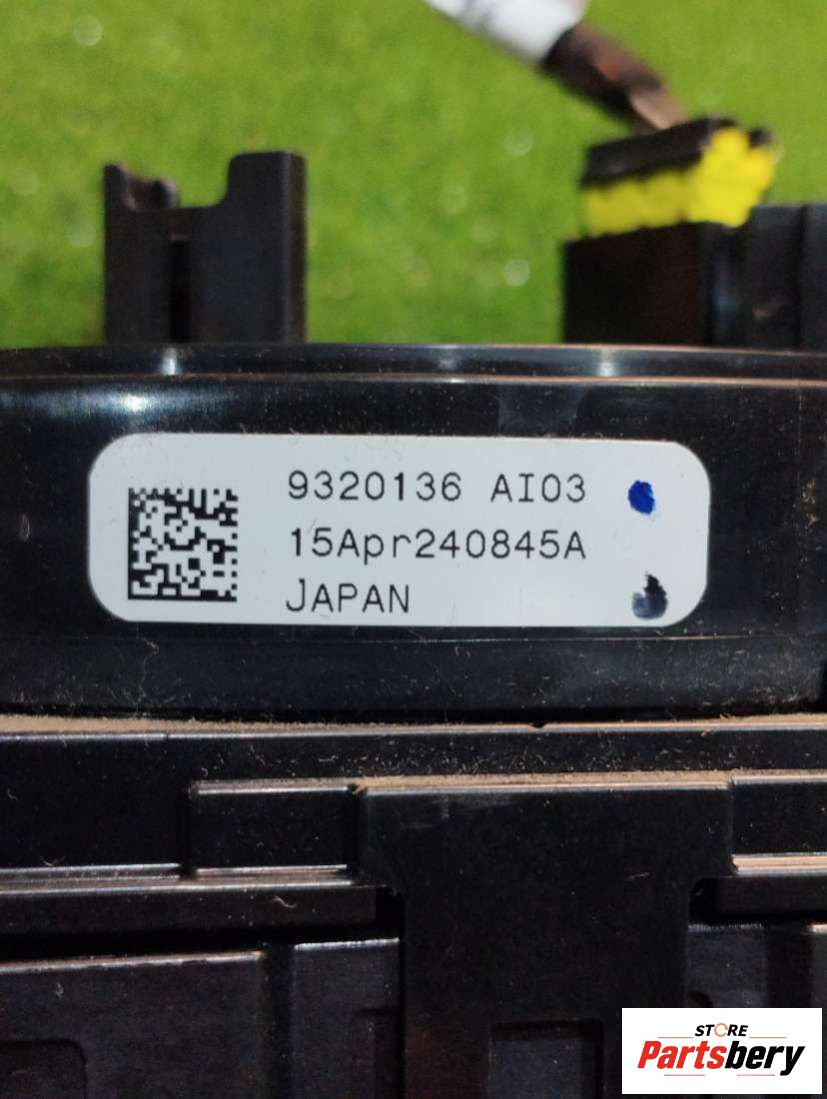 9320136 AI03
15Apr240845A
JAPAN
STORE
Partsbery